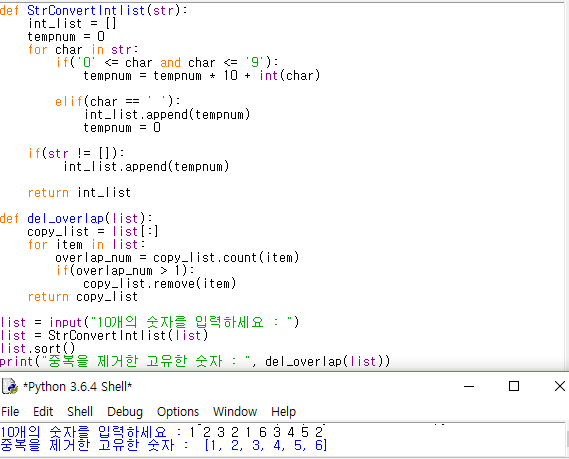 def StrConvertIntlist(str):
    int_list = []
    tempnum = 0
    for char in str:
        if('0' <= char and char <= '9'):
            tempnum = tempnum * 10 + int(char)
        elif(char == ' '):
            int_list.append(tempnum)
            tempnum = 0
    if(str != []):
         int_list.append(tempnum)
    return int_list
def del_overlap(list):
    copy_list = list[:]
    for item in list:
        overlap_num = copy_list.count(item)
        if(overlap_num > 1):
            copy_list.remove(item)
    return copy_list
list = input("10개의 숫자를 입력하세요 : ")
list = StrConvertIntlist(list)
list.sort()
print("중복을 제거한 고유한 숫자 : ", del_overlap(list))
*Python 3.6.4 Shell*
File Edit Shell Debug Options Window Help
10개의 숫자를 입력하세요 : 1 2 3 2 1 6 3 4 5 2
중복을 제거한 고유한 숫자 :  [1, 2, 3, 4, 5, 6]